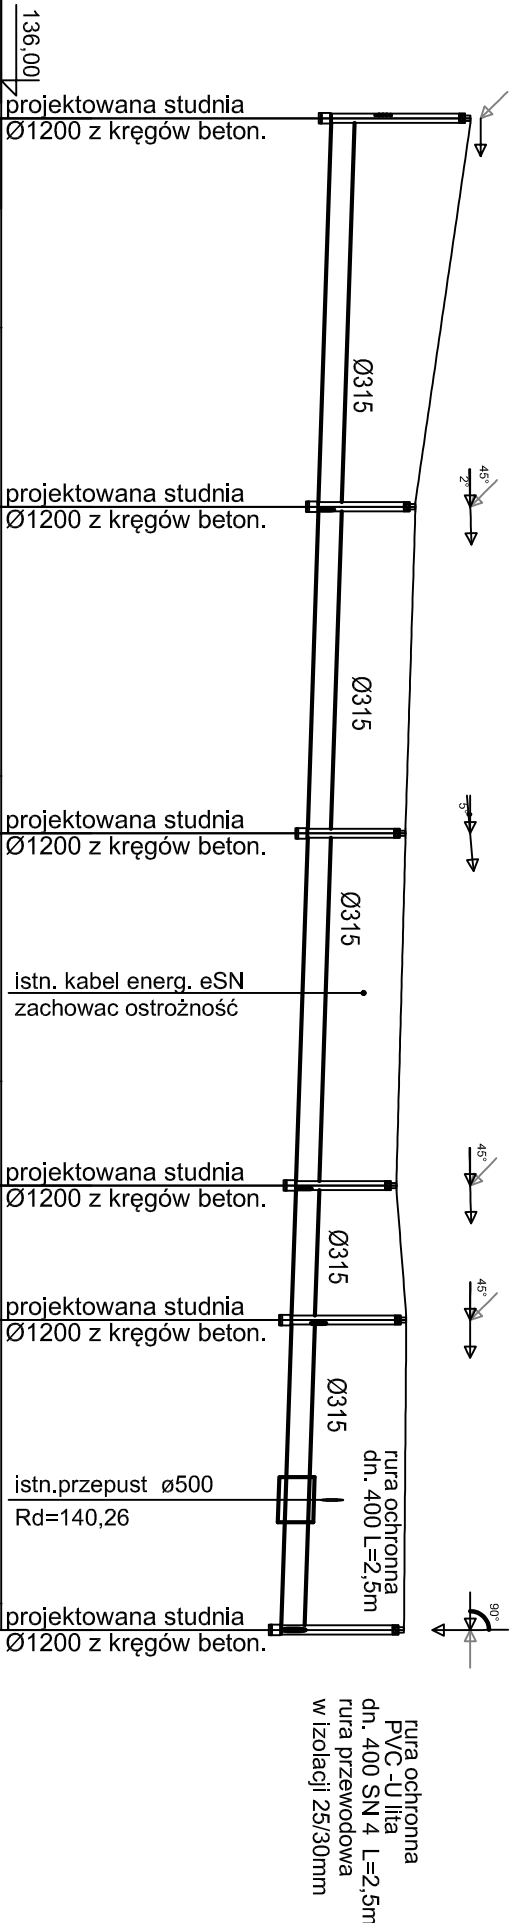 136,00
projektowana studnia
Ø1200 z kręgów beton.
Ø315
45°
2°
projektowana studnia
Ø1200 z kręgów beton.
Ø315
5°
projektowana studnia
Ø1200 z kręgów beton.
Ø315
istn. kabel energ. eSN
zachowac ostrożność
45°
projektowana studnia
Ø1200 z kręgów beton.
Ø315
45°
projektowana studnia
Ø1200 z kręgów beton.
Ø315
rura ochronna
dn. 400 L=2,5m
istn.przepust ø500
Rd=140,26
90°
projektowana studnia
Ø1200 z kręgów beton.
rura ochronna
PVC -U lita
dn. 400 SN 4 L=2,5m
rura przewodowa
w izolacji 25/30mm